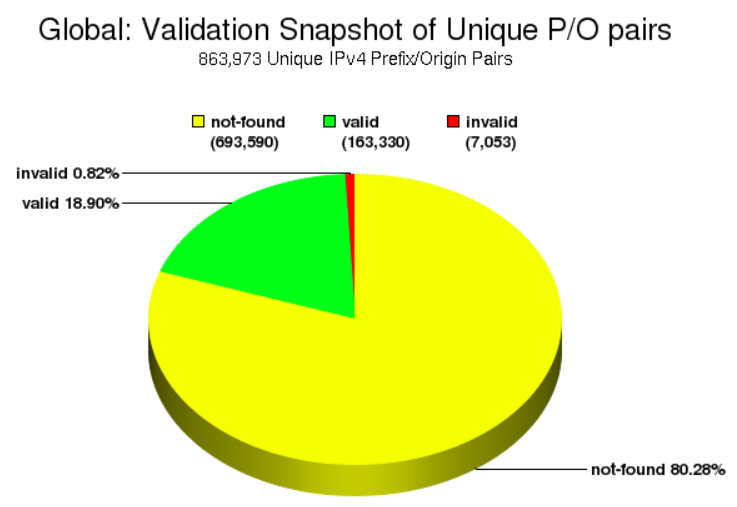 Global: Validation Snapshot of Unique P/O pairs
863,973 Unique IPv4 Prefix/Origin Pairs
not-found valid invalid
(693,590) (163,330) (7,053)
invalid 0.82%
valid 18.90%
not-found 80.28%